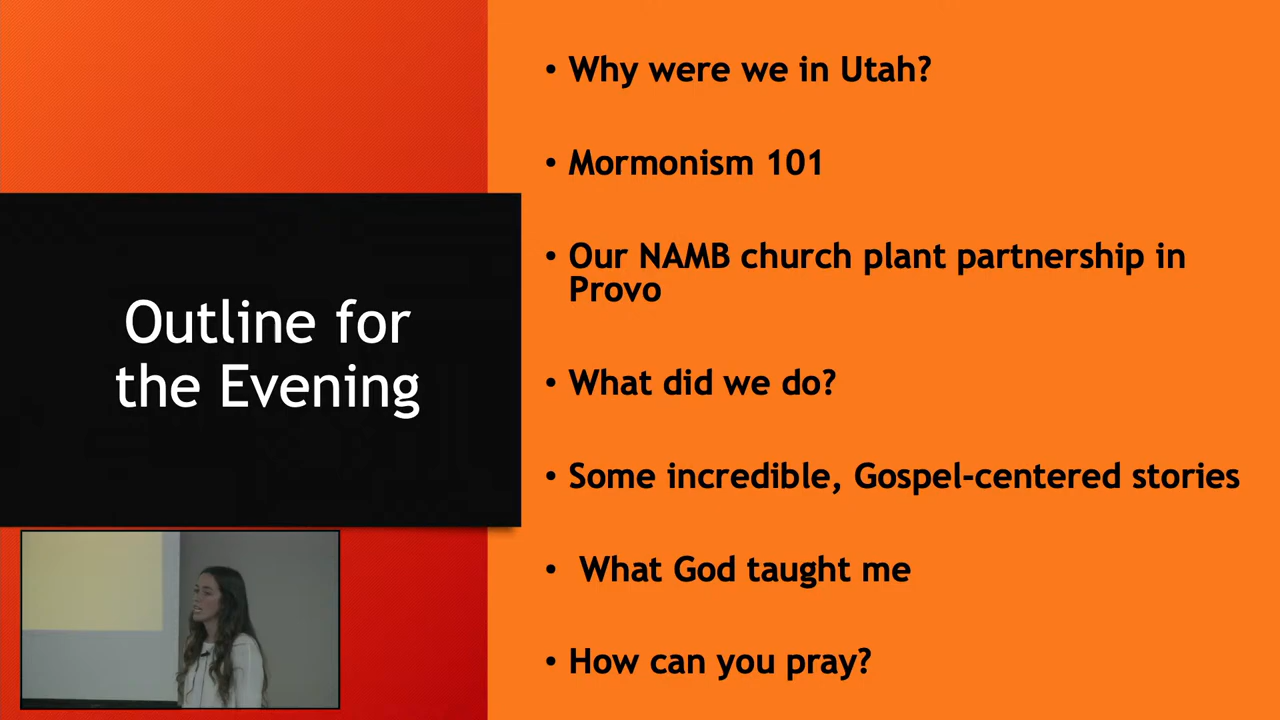 Outline for
the Evening
• Why were we in Utah?
• Mormonism 101
• Our NAMB church plant partnership in
Provo
• What did we do?
• Some incredible, Gospel-centered stories
• What God taught me
• How can you pray?